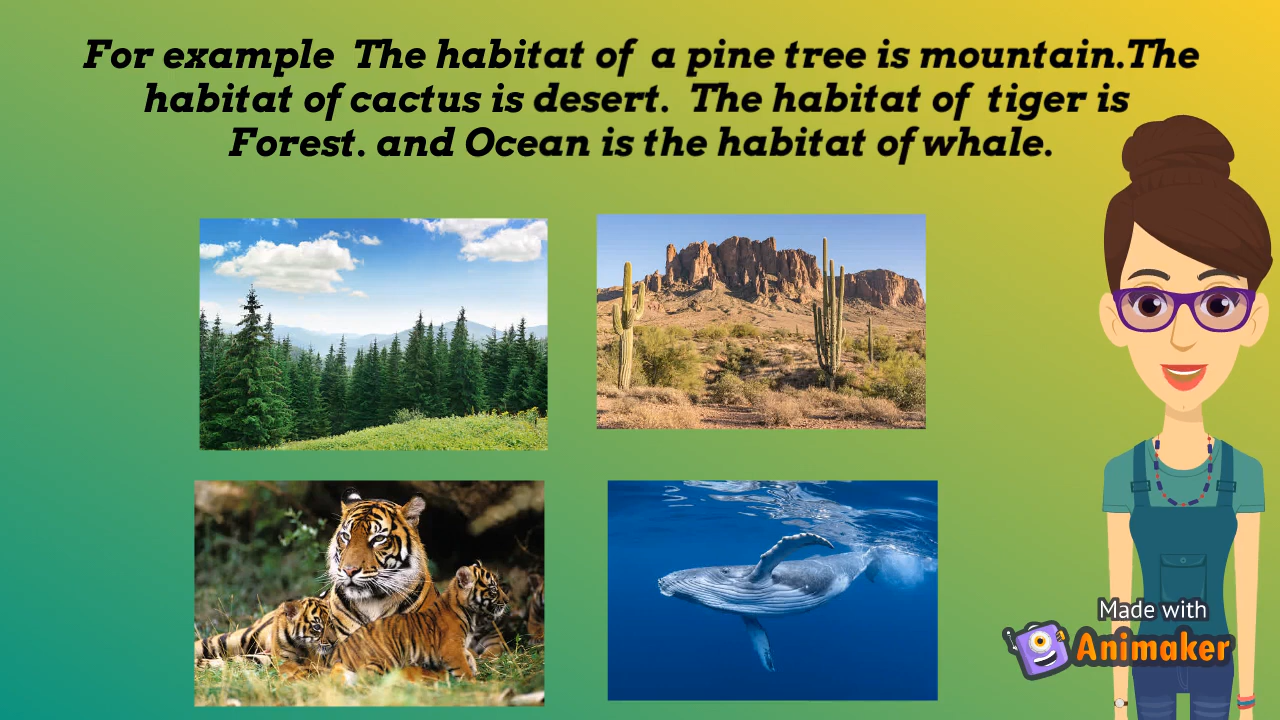 For example The habitat of a pine tree is mountain.The
habitat of cactus is desert. The habitat of tiger is
Forest. and Ocean is the habitat of whale.
Made with
Animaker